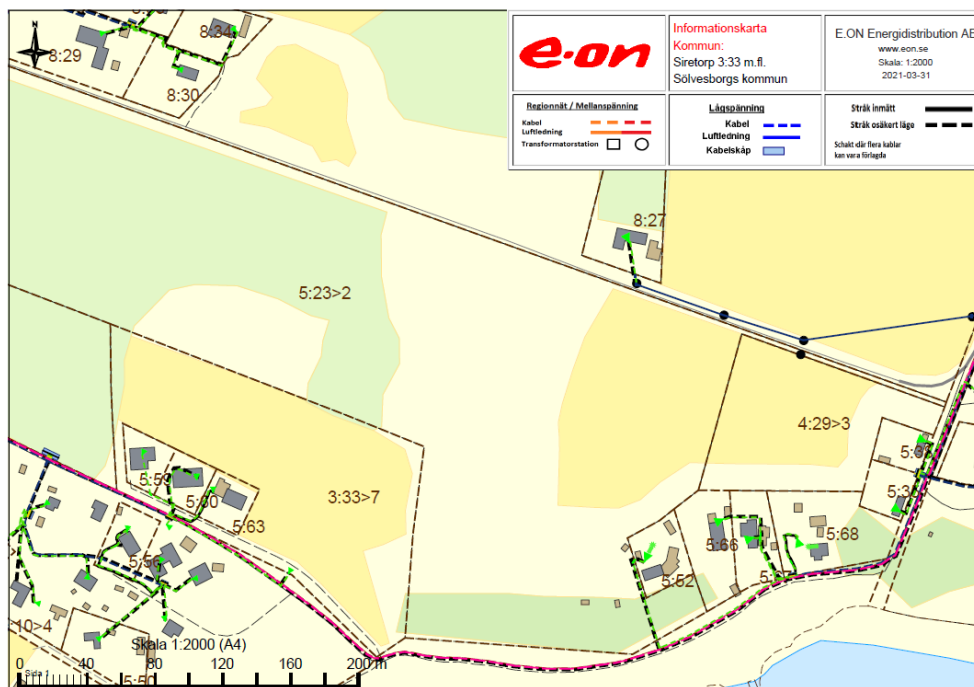 N
8:34
8:29
8:30
e·on
Informationskarta
Kommun:
Siretorp 3:33 m.fl.
Sölvesborgs kommun
E.ON Energidistribution AB
www.eon.se
Skala: 1:2000
2021-03-31
Regionnät / Mellanspänning
Kabel
Luftledning
Transformatorstation
Lågspänning
Kabel
Luftledning
Kabelskåp
Stråk inmätt
Stråk osäkert läge
Schakt där flera kablar
kan vara förlagda
8:27
5:23>2
4:29>3
5:59
3:33>7
5:63
5:66
5:68
5:56
5:52
10>4
Skala 1:2000 (A4)
0 40 80 120 160 200 m
Sida 1
5:50